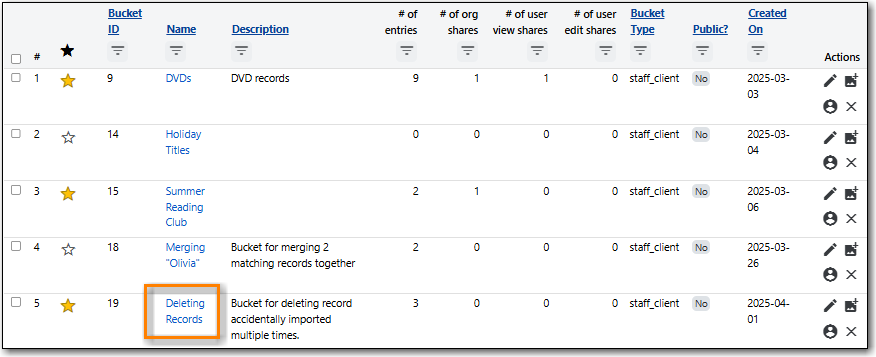 Bucket ID Name Description # of entries # of org shares # of user view shares # of user edit shares Bucket Type Public? Created On
# Actions
1 9 DVDs DVD records 9 1 1 0 staff_client No 2025-03-
03
2 14 Holiday 0 0 0 0 staff_client No 2025-03-
Titles 04
3 15 Summer 2 1 0 0 staff_client No 2025-03-
Reading 06
Club
4 18 Merging Bucket for merging 2 2 0 0 0 staff_client No 2025-03-
"Olivia" matching records together 26
5 19 Deleting Bucket for deleting record 3 0 0 0 staff_client No 2025-04-
Records accidentally imported 01
multiple times.